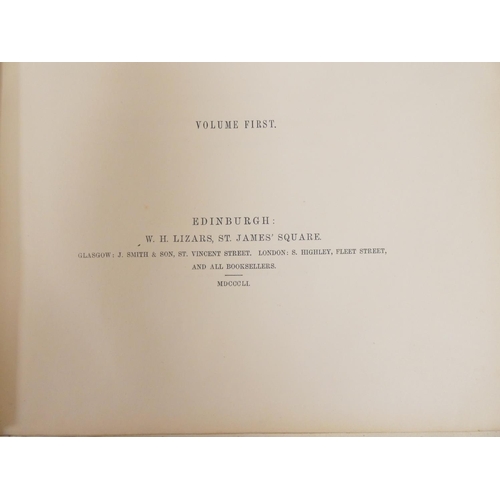 VOLUME FIRST.
EDINBURGH:
W. H. LIZARS, ST. JAMES' SQUARE.
GLASGOW: J. SMITH & SON, ST. VINCENT STREET. LONDON: S. HIGHLEY, FLEET STREET,
AND ALL BOOKSELLERS.
MDCCCLI.